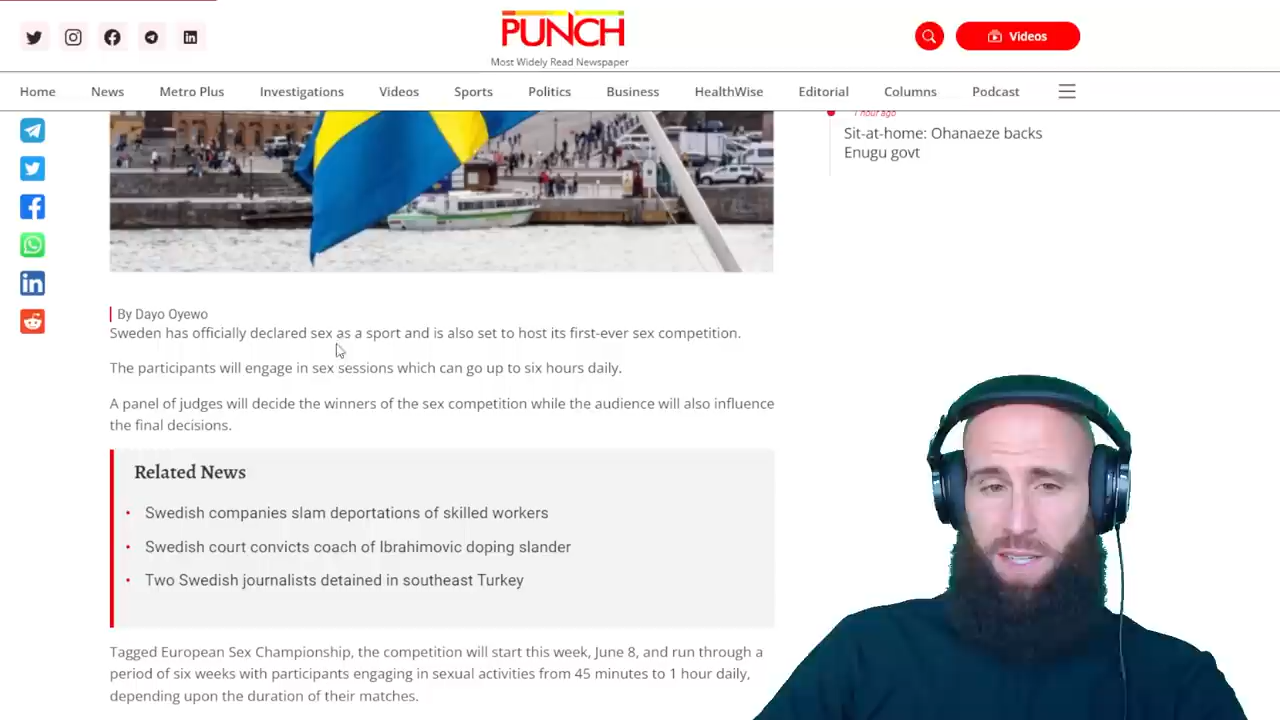 PUNCH
Most Widely Read Newspaper
Videos
Home News Metro Plus Investigations Videos Sports Politics Business HealthWise Editorial Columns Podcast
1 hour ago
Sit-at-home: Ohanaeze backs
Enugu govt
By Dayo Oyewo
Sweden has officially declared sex as a sport and is also set to host its first-ever sex competition.
The participants will engage in sex sessions which can go up to six hours daily.
A panel of judges will decide the winners of the sex competition while the audience will also influence
the final decisions.
Related News
Swedish companies slam deportations of skilled workers
Swedish court convicts coach of Ibrahimovic doping slander
Two Swedish journalists detained in southeast Turkey
Tagged European Sex Championship, the competition will start this week, June 8, and run through a
period of six weeks with participants engaging in sexual activities from 45 minutes to 1 hour daily,
depending upon the duration of their matches.